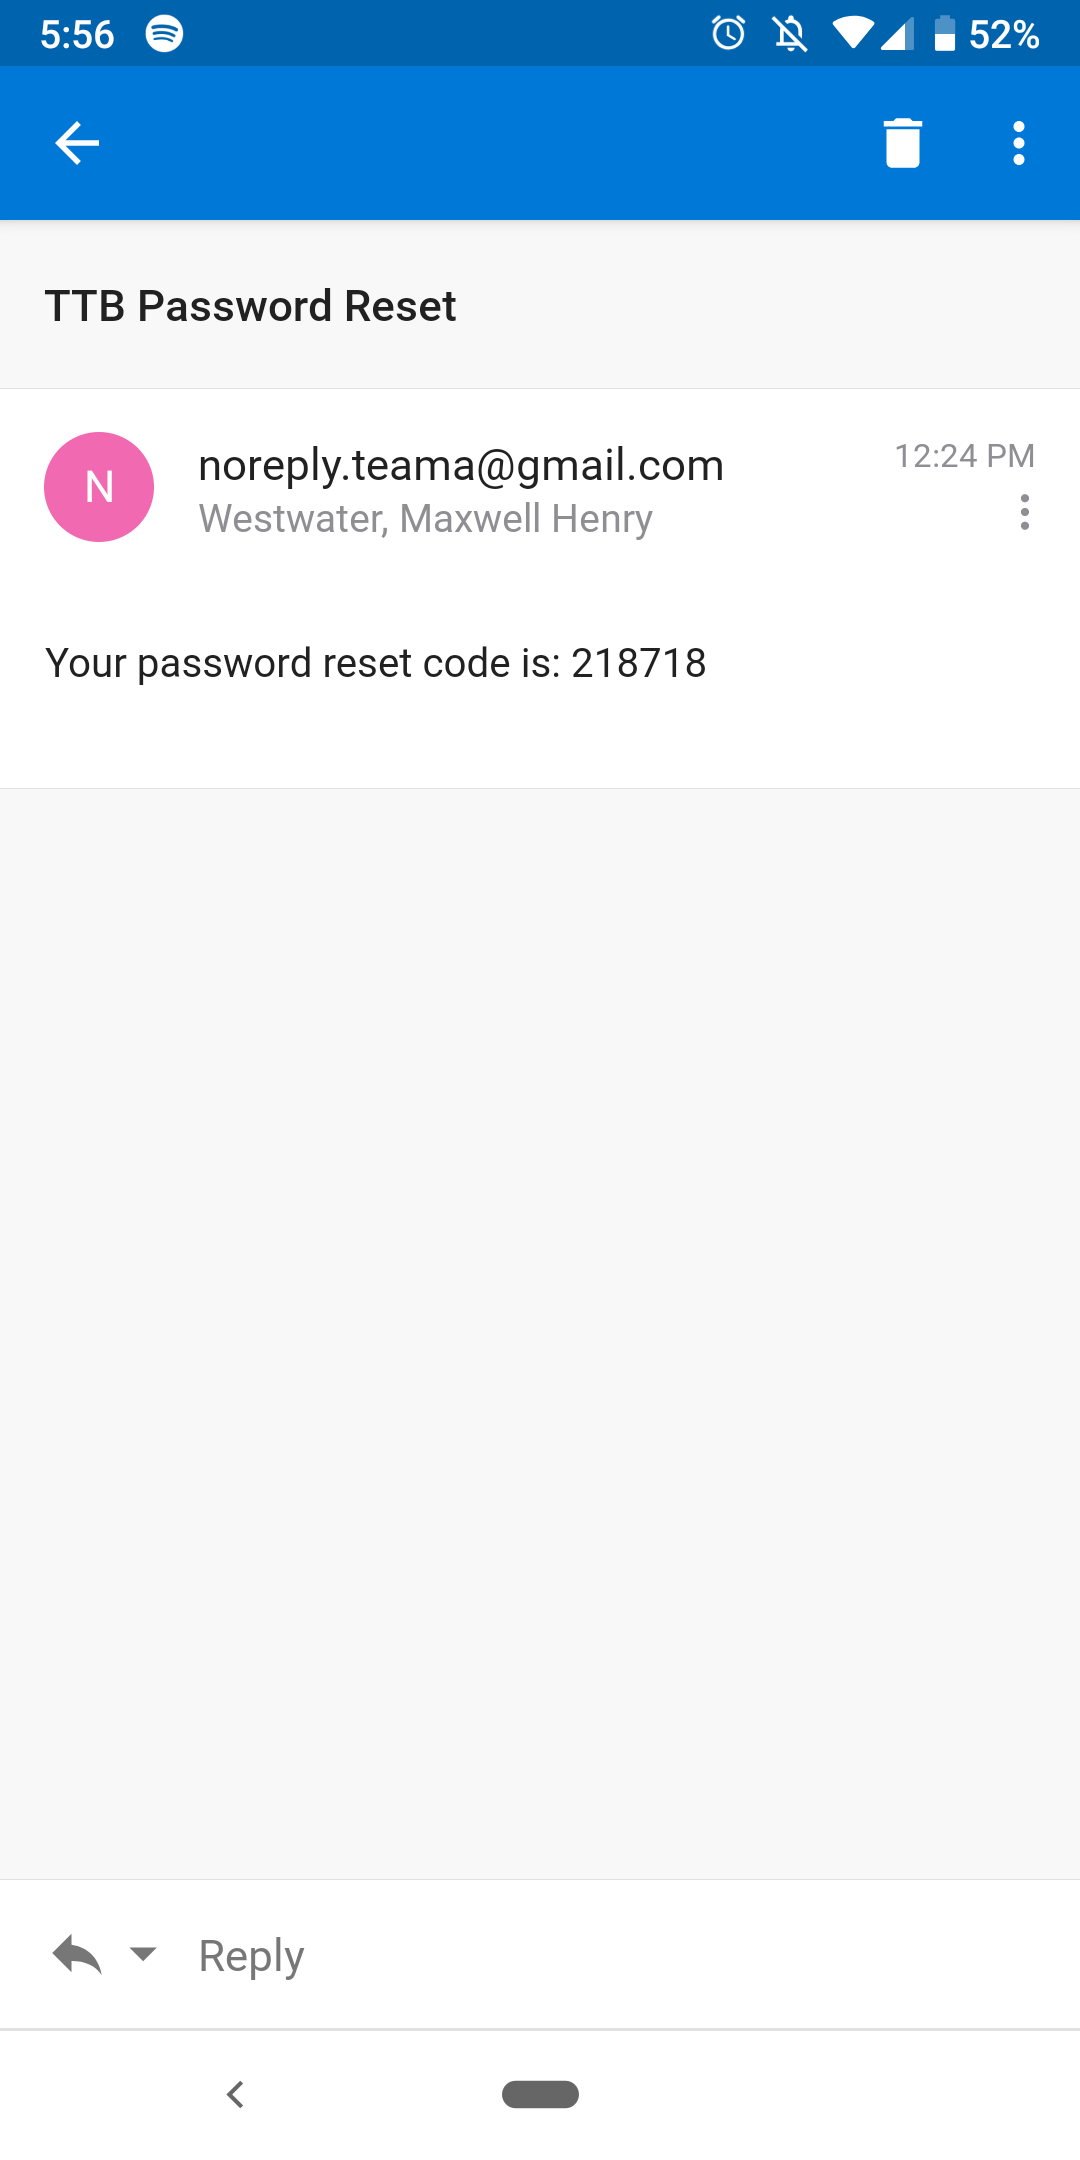 5:56
52%
TTB Password Reset
N
noreply.teama@gmail.com
12:24 PM
Westwater, Maxwell Henry
Your password reset code is: 218718
Reply